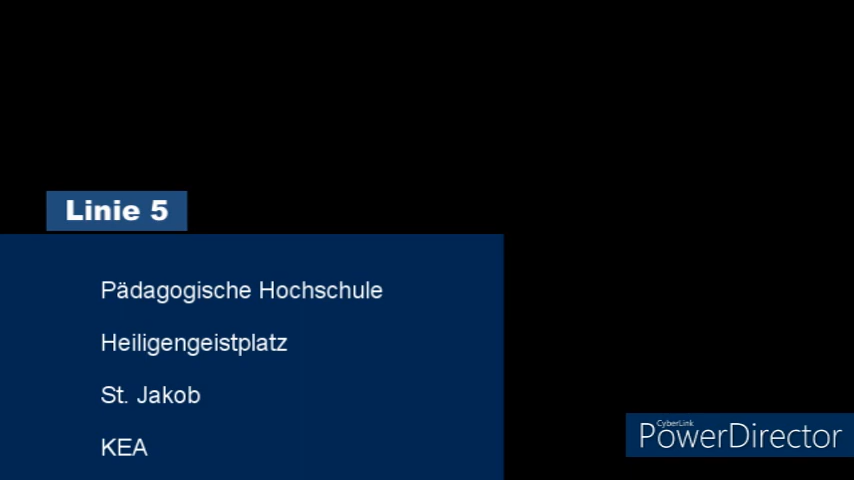 Linie 5
Pädagogische Hochschule
Heiligengeistplatz
St. Jakob
KEA
CyberLink
PowerDirector